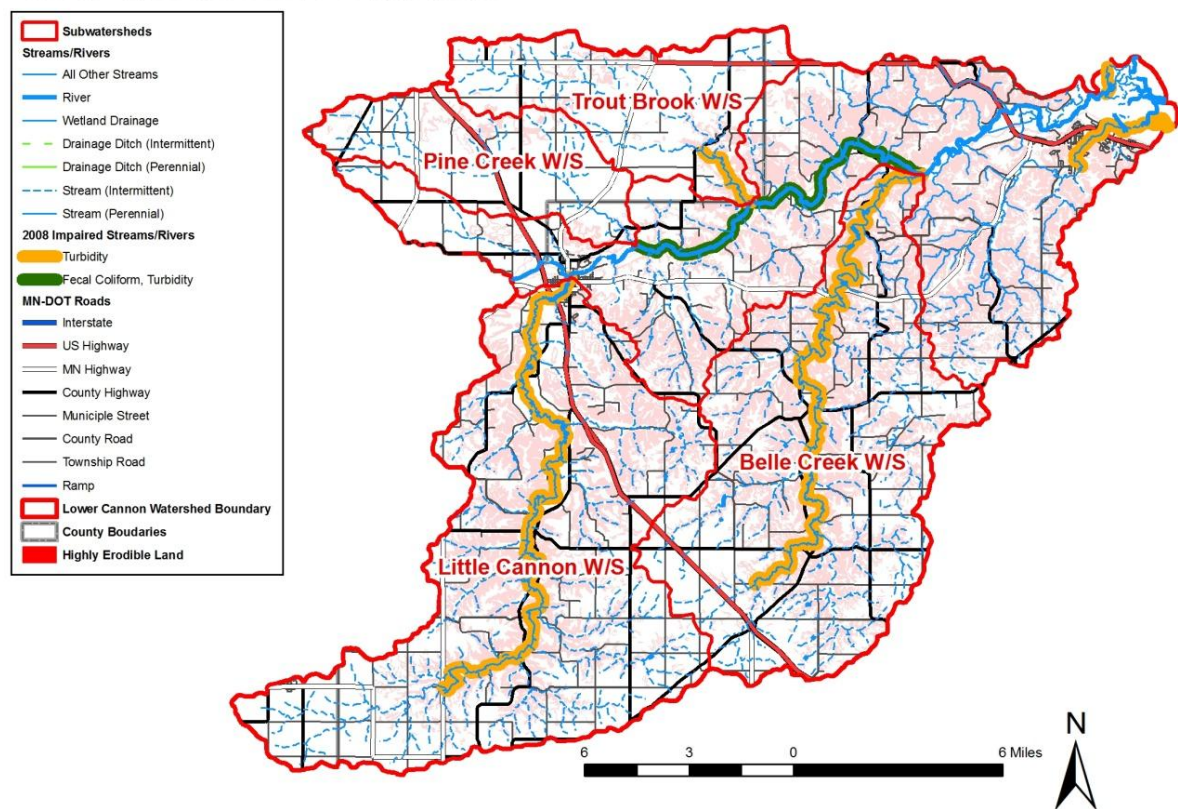 Subwatersheds
Streams/Rivers
All Other Streams
River
Wetland Drainage
Drainage Ditch (Intermittent)
Drainage Ditch (Perennial)
Stream (Intermittent)
Stream (Perennial)
2008 Impaired Streams/Rivers
Turbidity
Fecal Coliform, Turbidity
MN-DOT Roads
Interstate
US Highway
MN Highway
County Highway
Municiple Street
County Road
Township Road
Ramp
Lower Cannon Watershed Boundary
County Boudaries
Highly Erodible Land
Trout Brook W/S
Pine Creek W/S
Belle Creek W/S
Little Cannon W/S
N
6 3 0 6 Miles